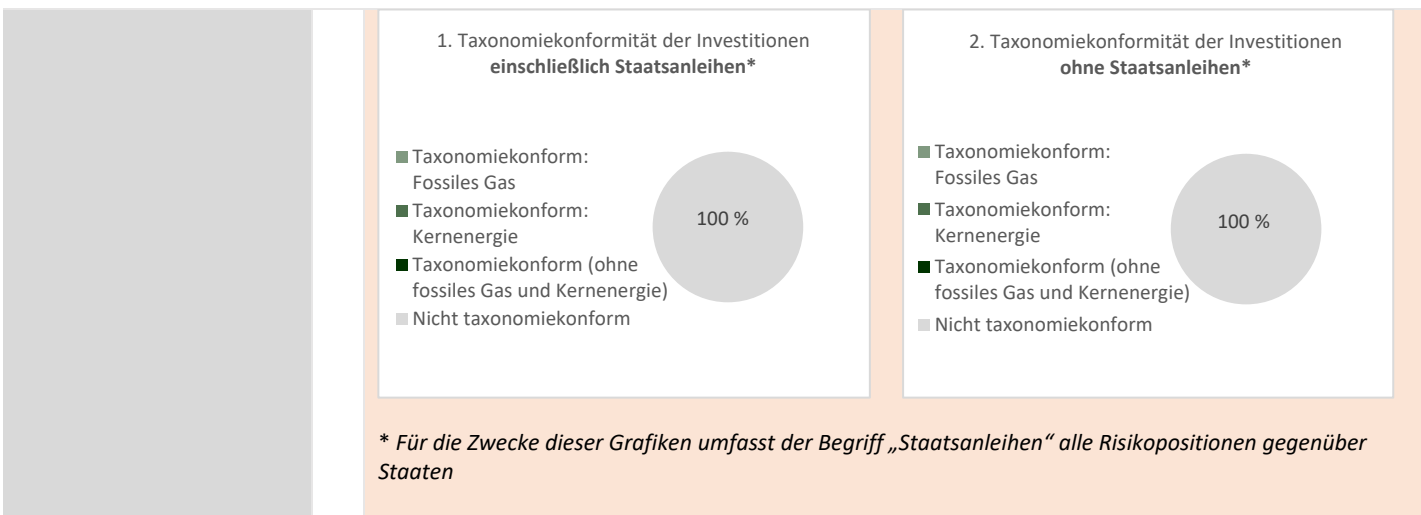 1. Taxonomiekonformität der Investitionen
einschließlich Staatsanleihen*
Taxonomiekonform:
Fossiles Gas
Taxonomiekonform:
Kernenergie
Taxonomiekonform (ohne
fossiles Gas und Kernenergie)
Nicht taxonomiekonform
100 %
2. Taxonomiekonformität der Investitionen
ohne Staatsanleihen*
Taxonomiekonform:
Fossiles Gas
Taxonomiekonform:
Kernenergie
Taxonomiekonform (ohne
fossiles Gas und Kernenergie)
Nicht taxonomiekonform
100 %
* Für die Zwecke dieser Grafiken umfasst der Begriff „Staatsanleihen“ alle Risikopositionen gegenüber
Staaten